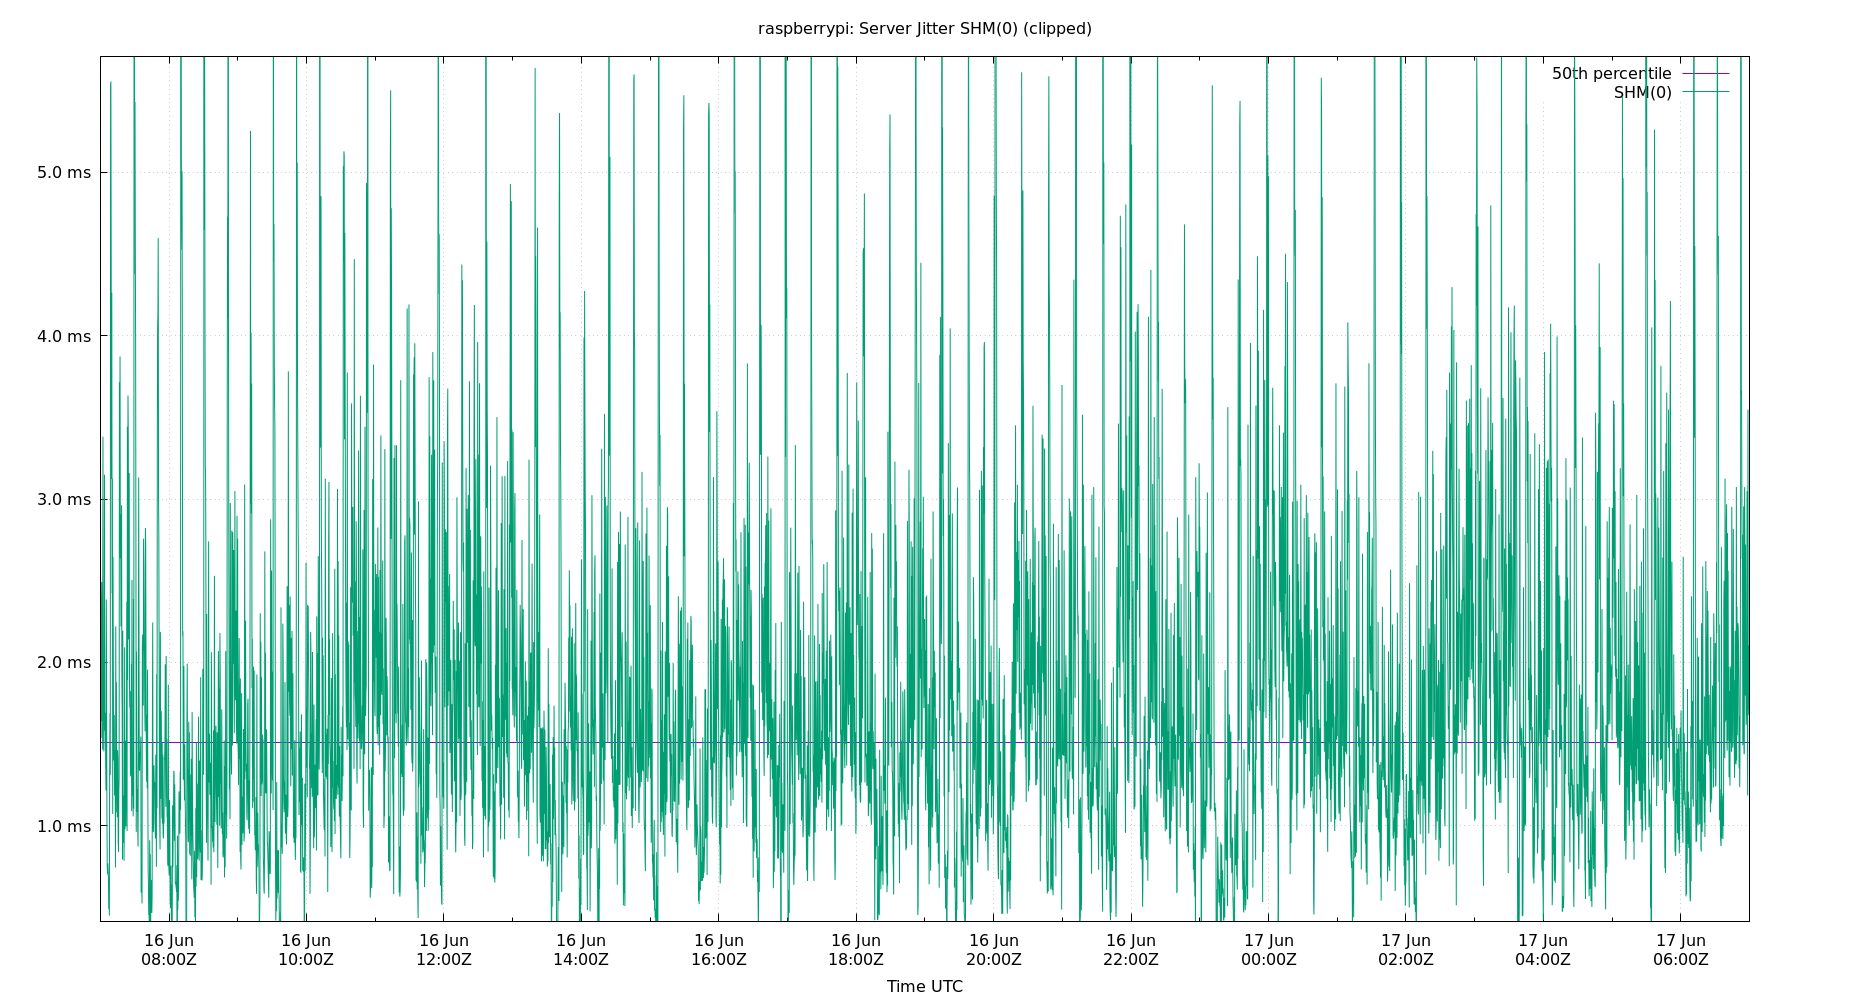 raspberrypi: Server Jitter SHM(0) (clipped)
50th percentile
SHM(0)
5.0 ms
4.0 ms
3.0 ms
2.0 ms
1.0 ms
16 Jun 16 Jun 16 Jun 16 Jun 16 Jun 16 Jun 16 Jun 16 Jun 17 Jun 17 Jun 17 Jun 17 Jun
08:00Z 10:00Z 12:00Z 14:00Z 16:00Z 18:00Z 20:00Z 22:00Z 00:00Z 02:00Z 04:00Z 06:00Z
Time UTC